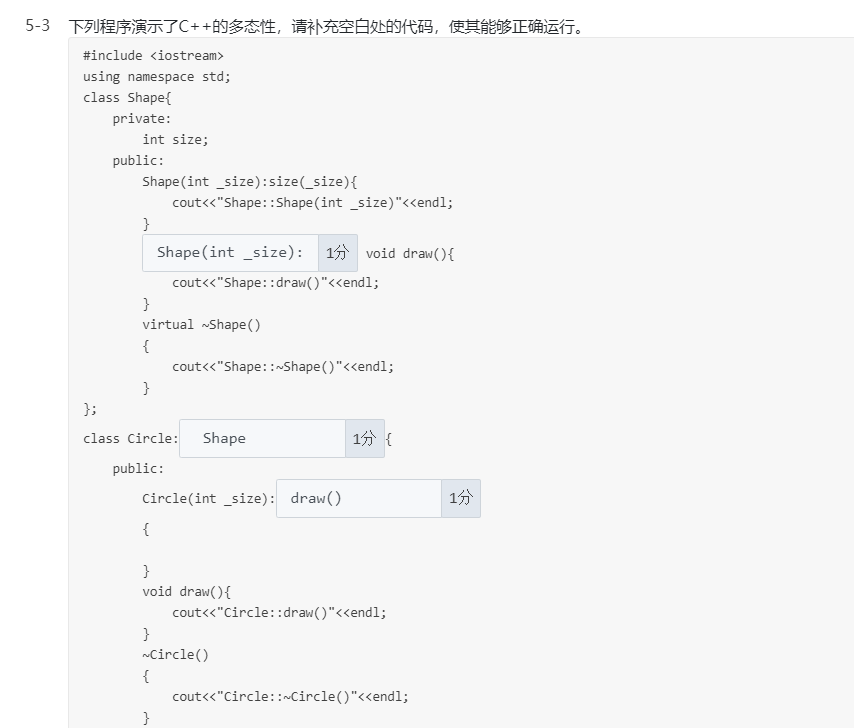 5-3 下列程序演示了C++的多态性，请补充空白处的代码，使其能够正确运行。
#include <iostream>
using namespace std;
class Shape{
private:
int size;
public:
Shape(int _size):size(_size){
cout<<"Shape::Shape(int _size)"<<endl;
}
Shape(int _size): 1分 void draw(){
cout<<"Shape::draw()"<<endl;
}
virtual ~Shape()
{
cout<<"Shape::~Shape()"<<endl;
}
};
class Circle: Shape 1分 {
public:
Circle(int _size): draw() 1分
{
}
void draw(){
cout<<"Circle::draw()"<<endl;
}
~Circle()
{
cout<<"Circle::~Circle()"<<endl;
}